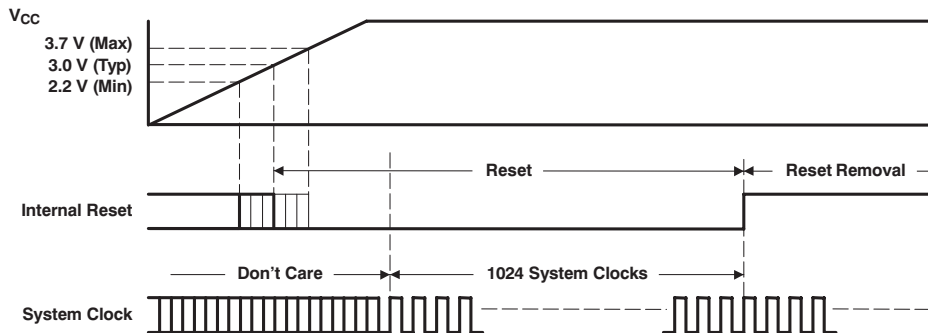 VCC
3.7 V (Max)
3.0 V (Typ)
2.2 V (Min)
Reset
Reset Removal
Internal Reset
Don't Care
1024 System Clocks
System Clock